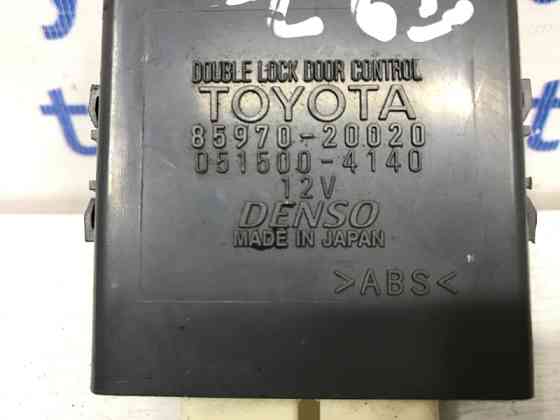 DOUBLE LOCK DOOR CONTROL
TOYOTA
85970-20020
051500-4140
12V
DENSO
MADE IN JAPAN
>ABS<